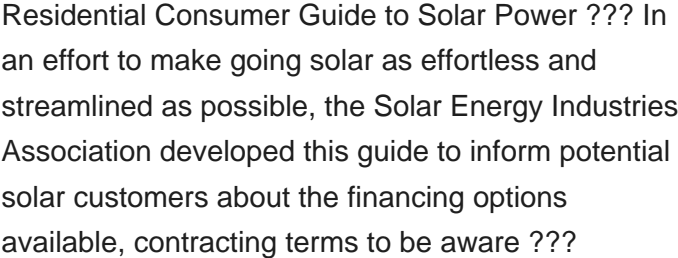 Residential Consumer Guide to Solar Power ??? In
an effort to make going solar as effortless and
streamlined as possible, the Solar Energy Industries
Association developed this guide to inform potential
solar customers about the financing options
available, contracting terms to be aware ???